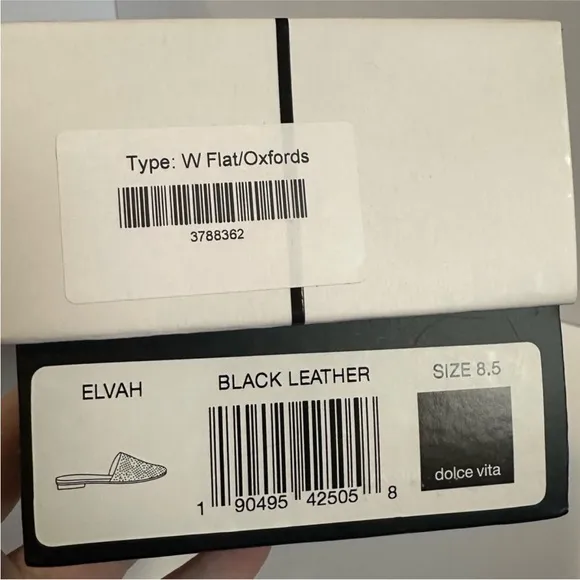 Type: W Flat/Oxfords
3788362
ELVAH
BLACK LEATHER
SIZE 8.5
dolce vita
1 90495 42505 8